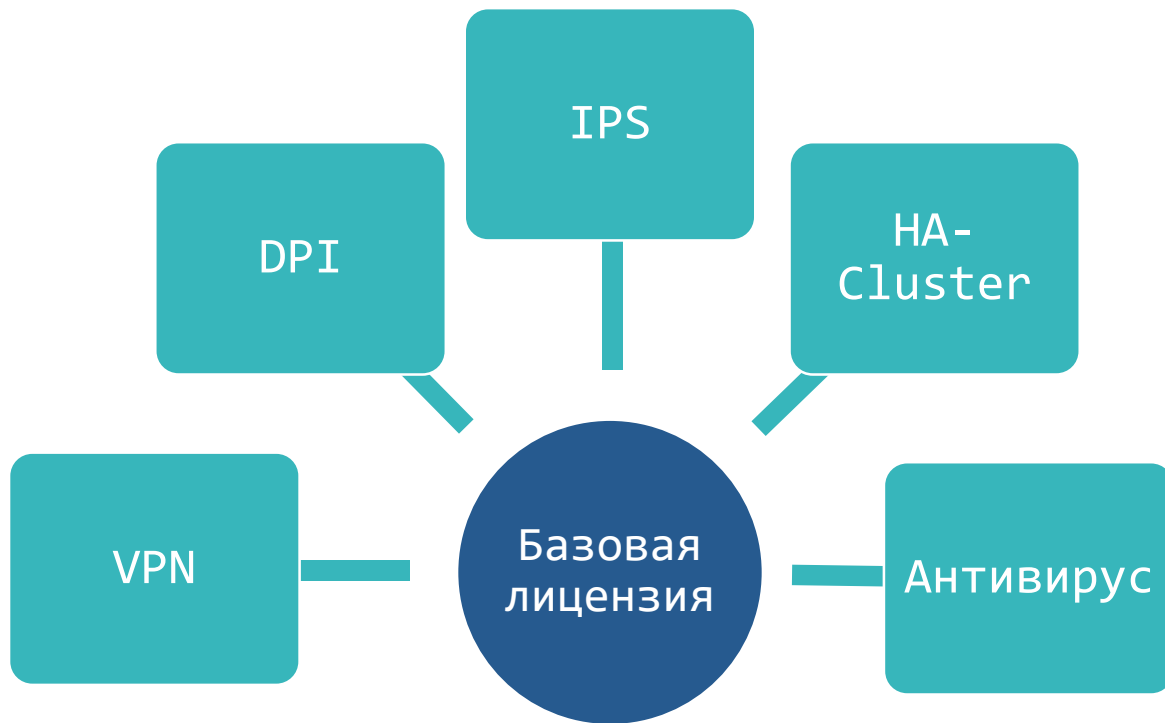 IPS
DPI
HA-
Cluster
VPN
Базовая
лицензия
Антивирус